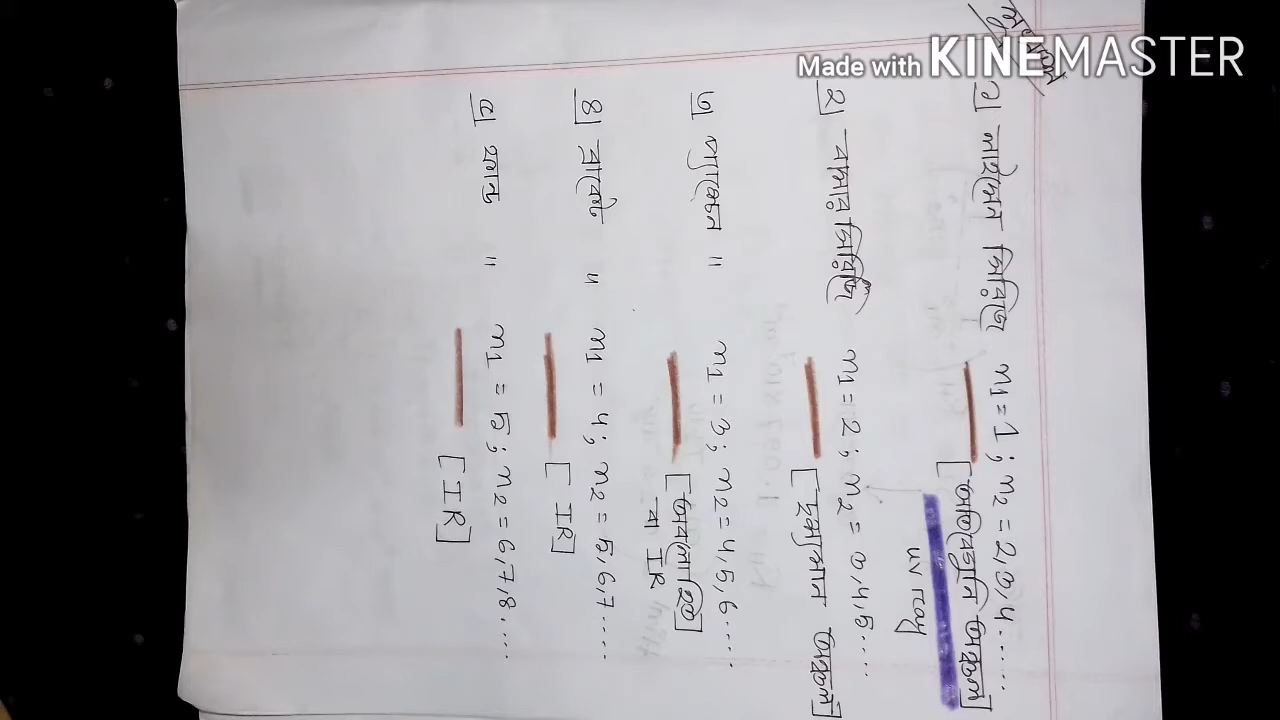 Made with KINEMASTER
১। লাইমেন সিরিজ n1 = 1 ; n2 = 2,3,4......
[অতিবেগুনি অঞ্চল]
uv ray
২। বামার সিরিজ n1 = 2 ; n2 = 3,4,5.....
[দৃশ্যমান অঞ্চল]
৩। প্যাশ্চেন " n1 = 3; n2 = 4,5,6.....
[অবলোহিত]
বা IR
৪। ব্রাকেট " n1 = 4; n2 = 5,6,7.....
[IR]
৫। ফুন্ড " n1 = 5; n2 = 6,7,8.....
[IR]